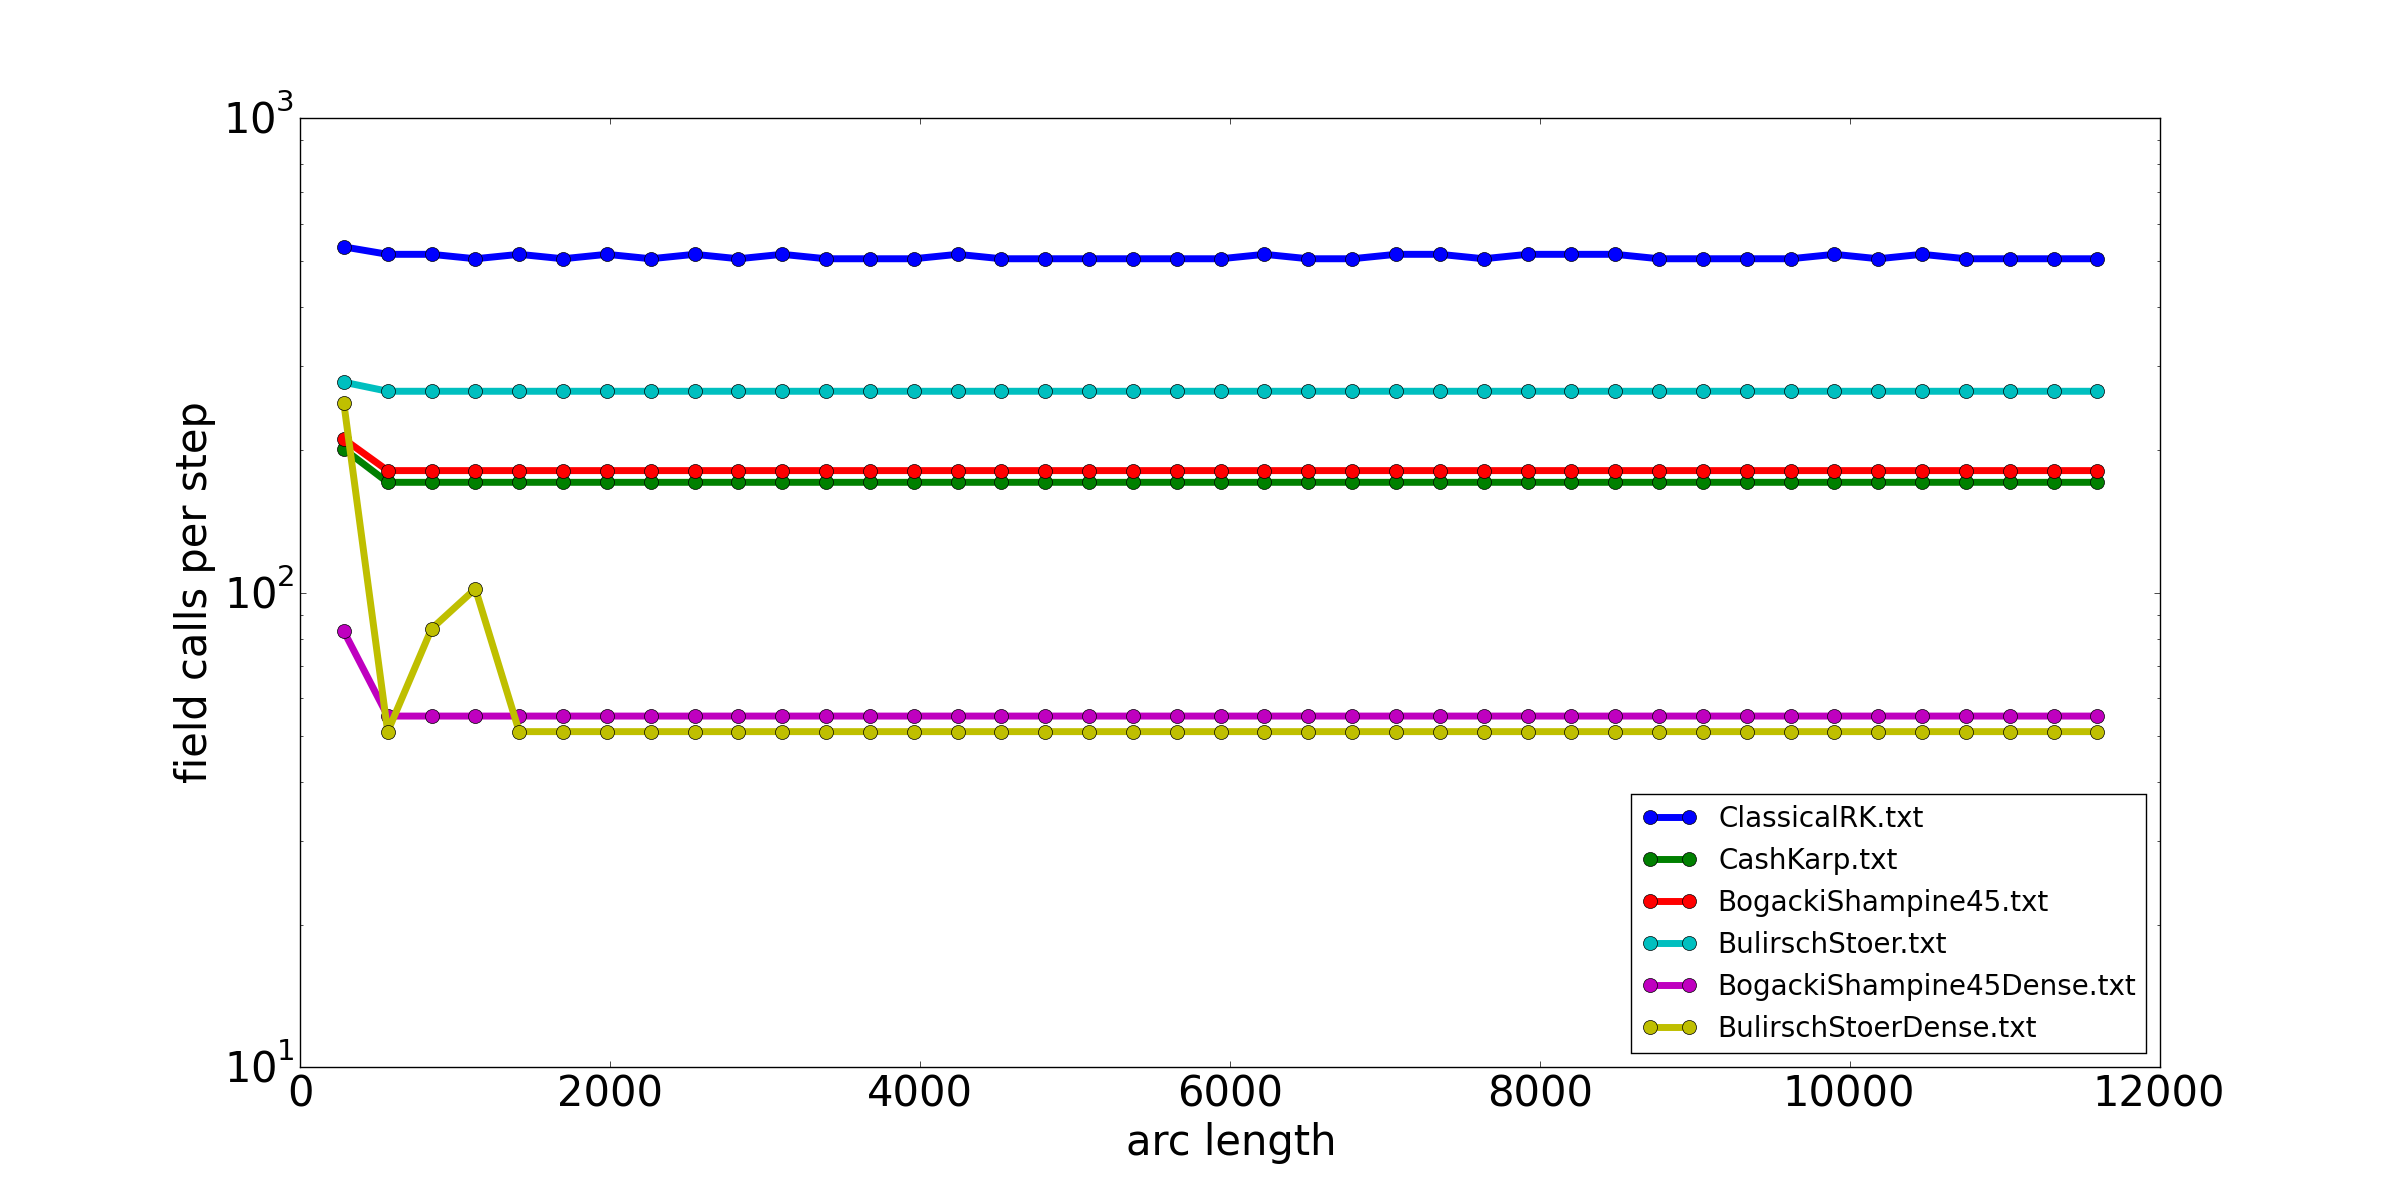 10^3
10^2
10^1
field calls per step
0 2000 4000 6000 8000 10000 12000
arc length
ClassicalRK.txt
CashKarp.txt
BogackiShampine45.txt
BulirschStoer.txt
BogackiShampine45Dense.txt
BulirschStoerDense.txt